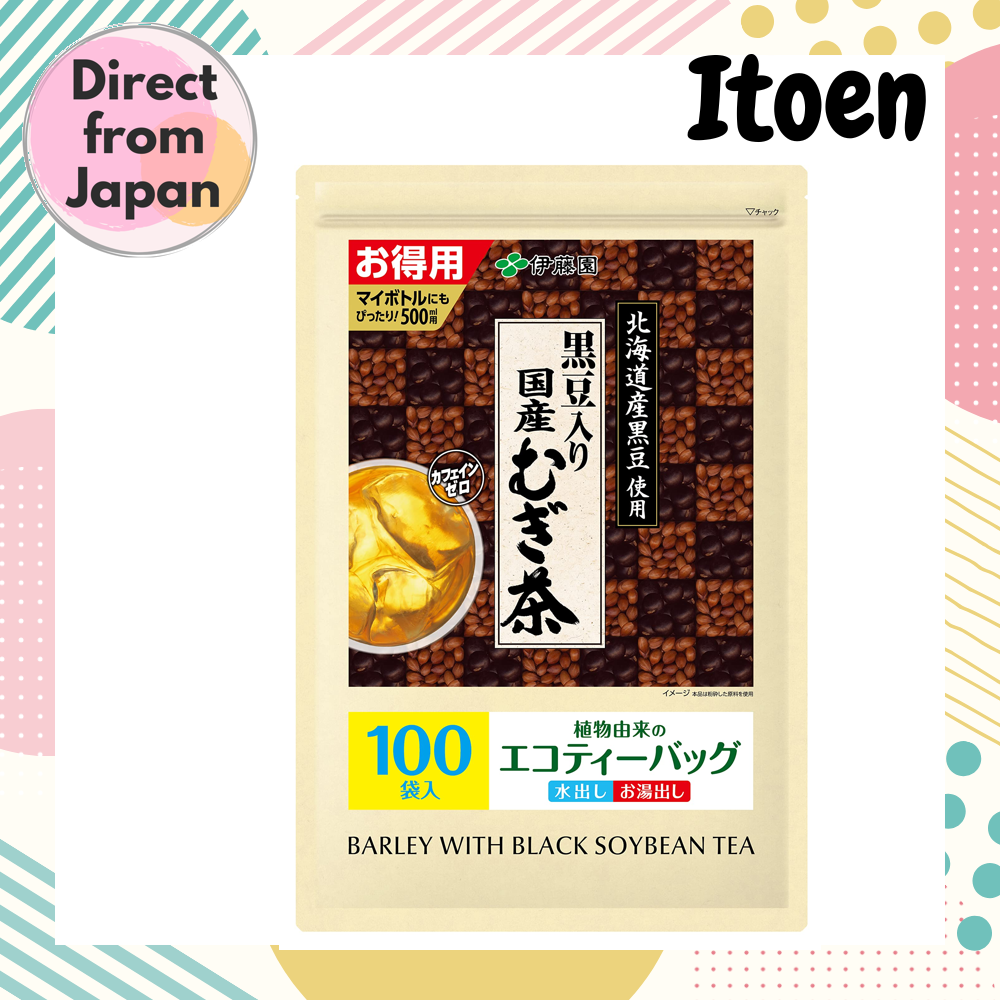 Direct
from
Japan
Itoen
▽チャック
お得用
伊藤園
マイボトルにも
ぴったり!500ml用
北海道産黒豆使用
黒豆入り
国産
むぎ茶
カフェイン
ゼロ
イメージ 本品は粉砕した原料を使用
100
袋入
植物由来の
エコティーバッグ
水出し お湯出し
BARLEY WITH BLACK SOYBEAN TEA